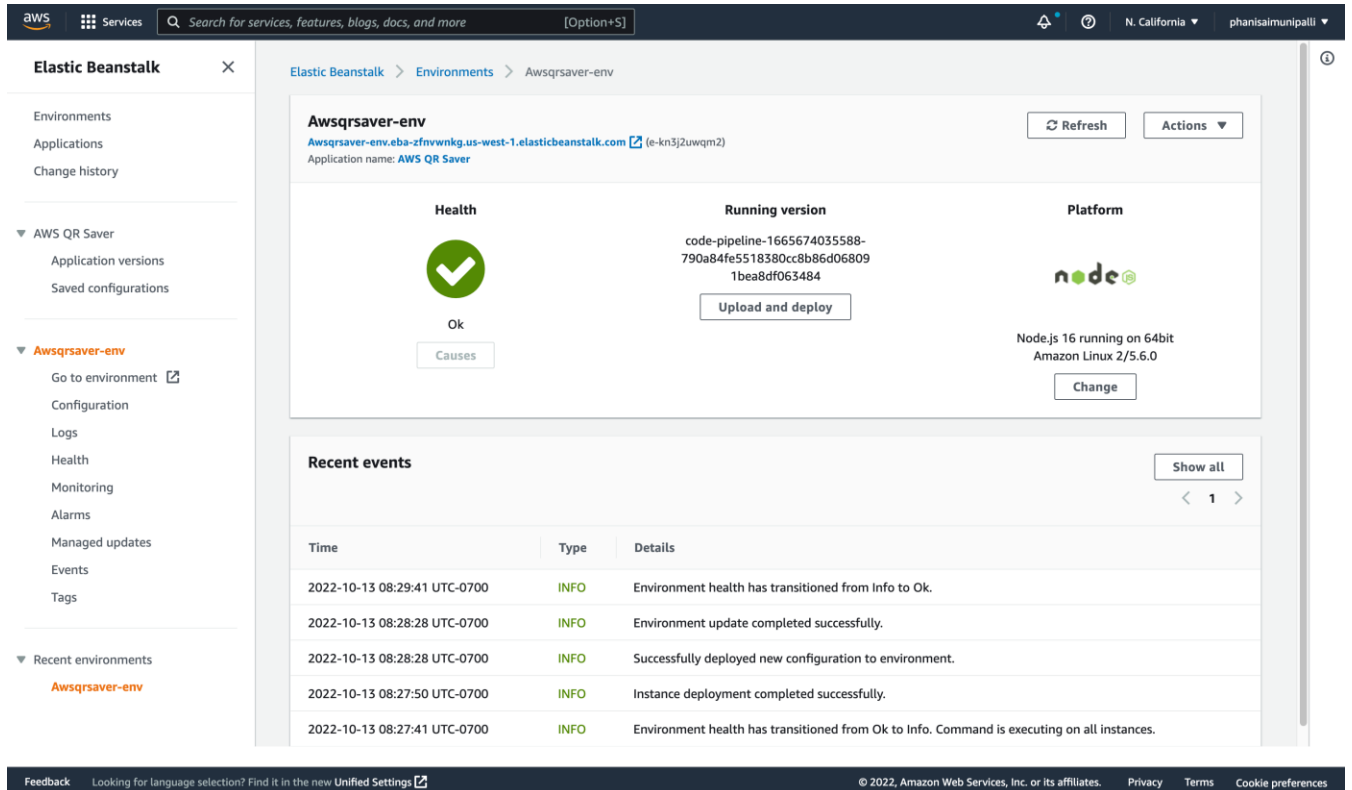 aws
Services
Search for services, features, blogs, docs, and more
[Option+S]
N. California ▼
phanisaimunipalli ▼
Elastic Beanstalk
Environments
Applications
Change history
▼ AWS QR Saver
Application versions
Saved configurations
▼ Awsqrsaver-env
Go to environment
Configuration
Logs
Health
Monitoring
Alarms
Managed updates
Events
Tags
▼ Recent environments
Awsqrsaver-env
Elastic Beanstalk > Environments > Awsqrsaver-env
Awsqrsaver-env
Awsqrsaver-env.eba-zfnvwnkg.us-west-1.elasticbeanstalk.com (e-kn3j2uwqm2)
Application name: AWS QR Saver
Refresh
Actions ▼
Health
Ok
Causes
Running version
code-pipeline-1665674035588-
790a84fe5518380cc8b86d06809
1bea8df063484
Upload and deploy
Platform
node JS
Node.js 16 running on 64bit
Amazon Linux 2/5.6.0
Change
Recent events
Show all
< 1 >
Time Type Details
2022-10-13 08:29:41 UTC-0700 INFO Environment health has transitioned from Info to Ok.
2022-10-13 08:28:28 UTC-0700 INFO Environment update completed successfully.
2022-10-13 08:28:28 UTC-0700 INFO Successfully deployed new configuration to environment.
2022-10-13 08:27:50 UTC-0700 INFO Instance deployment completed successfully.
2022-10-13 08:27:41 UTC-0700 INFO Environment health has transitioned from Ok to Info. Command is executing on all instances.
Feedback Looking for language selection? Find it in the new Unified Settings
© 2022, Amazon Web Services, Inc. or its affiliates. Privacy Terms Cookie preferences